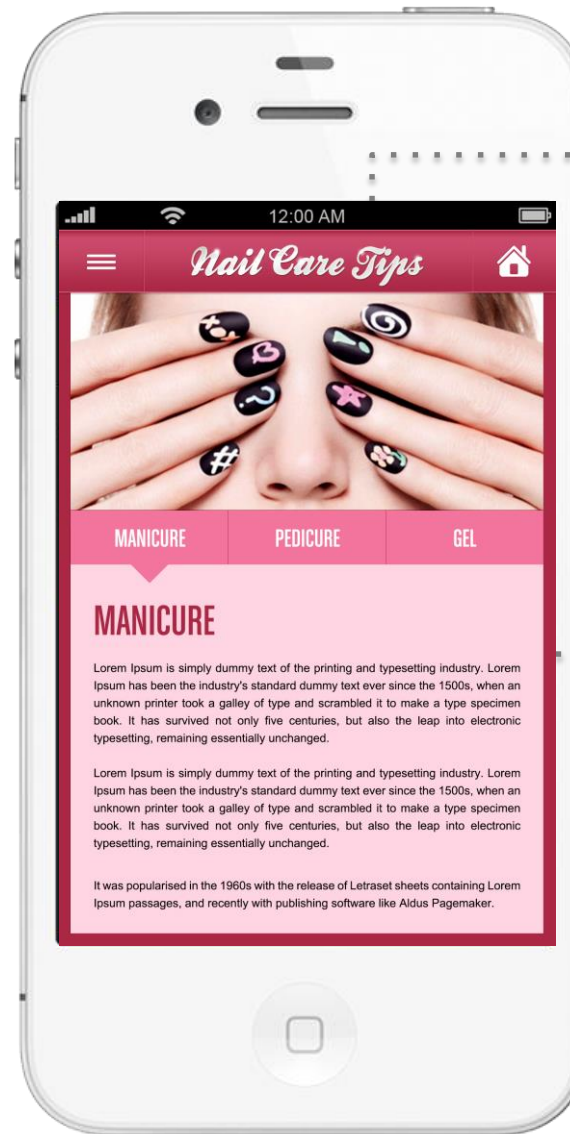 12:00 AM
Nail Care Tips
MANICURE PEDICURE GEL
MANICURE
Lorem Ipsum is simply dummy text of the printing and typesetting industry. Lorem
Ipsum has been the industry's standard dummy text ever since the 1500s, when an
unknown printer took a galley of type and scrambled it to make a type specimen
book. It has survived not only five centuries, but also the leap into electronic
typesetting, remaining essentially unchanged.
Lorem Ipsum is simply dummy text of the printing and typesetting industry. Lorem
Ipsum has been the industry's standard dummy text ever since the 1500s, when an
unknown printer took a galley of type and scrambled it to make a type specimen
book. It has survived not only five centuries, but also the leap into electronic
typesetting, remaining essentially unchanged.
It was popularised in the 1960s with the release of Letraset sheets containing Lorem
Ipsum passages, and recently with publishing software like Aldus Pagemaker.